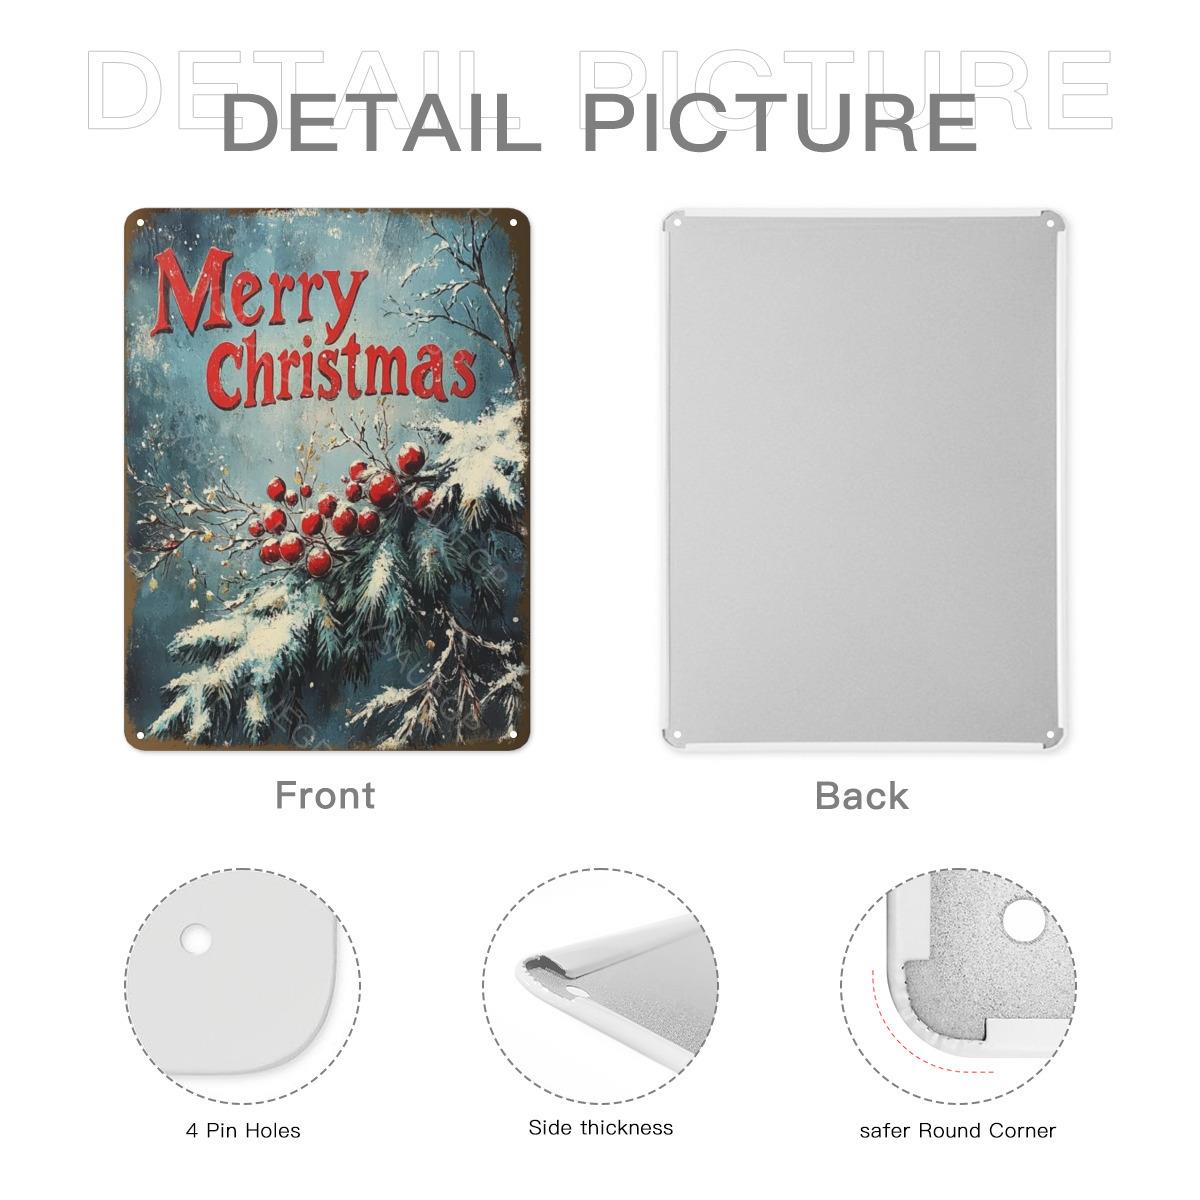 DETAIL PICTURE
DETAIL PICTURE
Merry
Christmas
Front
Back
4 Pin Holes
Side thickness
safer Round Corner